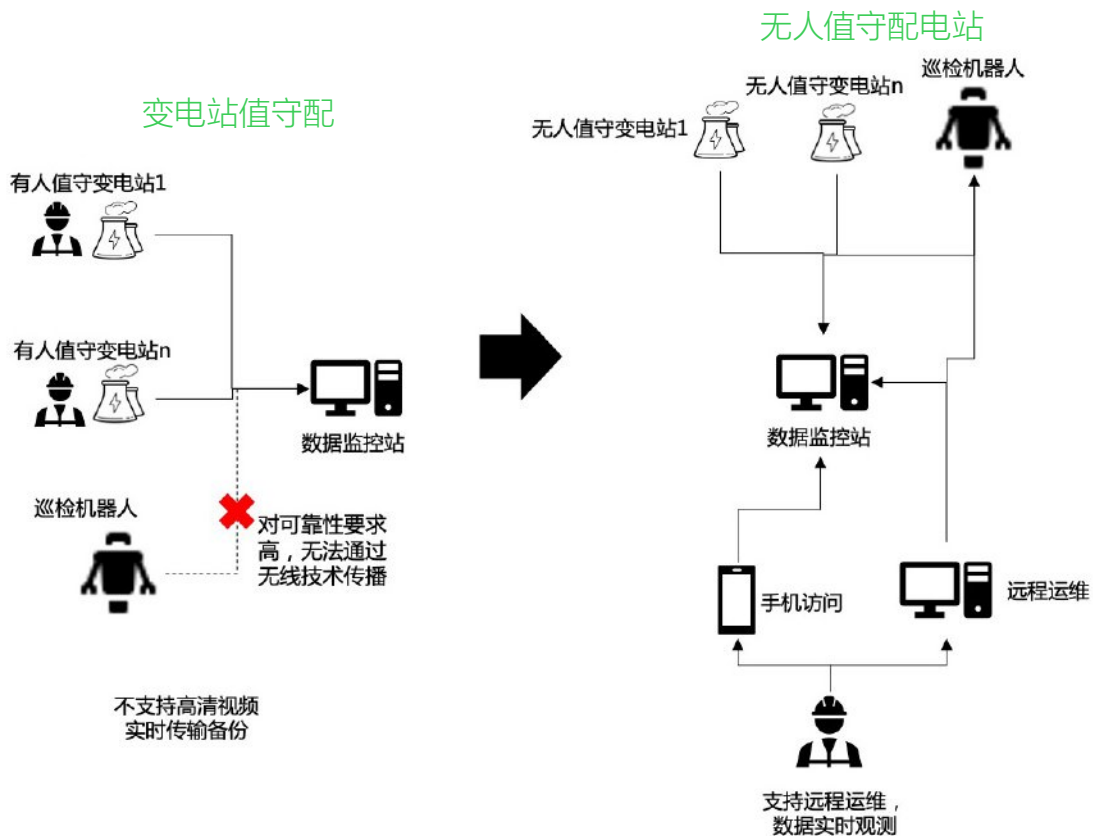 变电站值守配
有人值守变电站1
有人值守变电站n
数据监控站
巡检机器人
对可靠性要求
高，无法通过
无线技术传播
不支持高清视频
实时传输备份
无人值守配电站
巡检机器人
无人值守变电站n
无人值守变电站1
数据监控站
手机访问
远程运维
支持远程运维，
数据实时观测